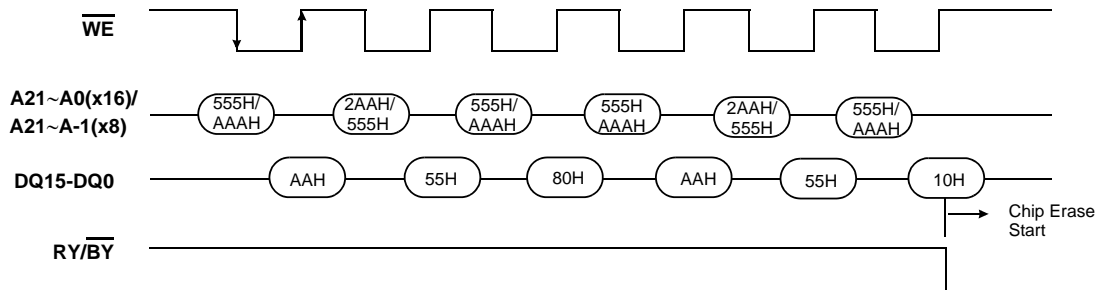 WE
A21~A0(x16)/
A21~A-1(x8)
555H/
AAAH
2AAH/
555H
555H/
AAAH
555H
AAAH
2AAH/
555H
555H/
AAAH
DQ15-DQ0
AAH
55H
80H
AAH
55H
10H
Chip Erase
Start
RY/BY